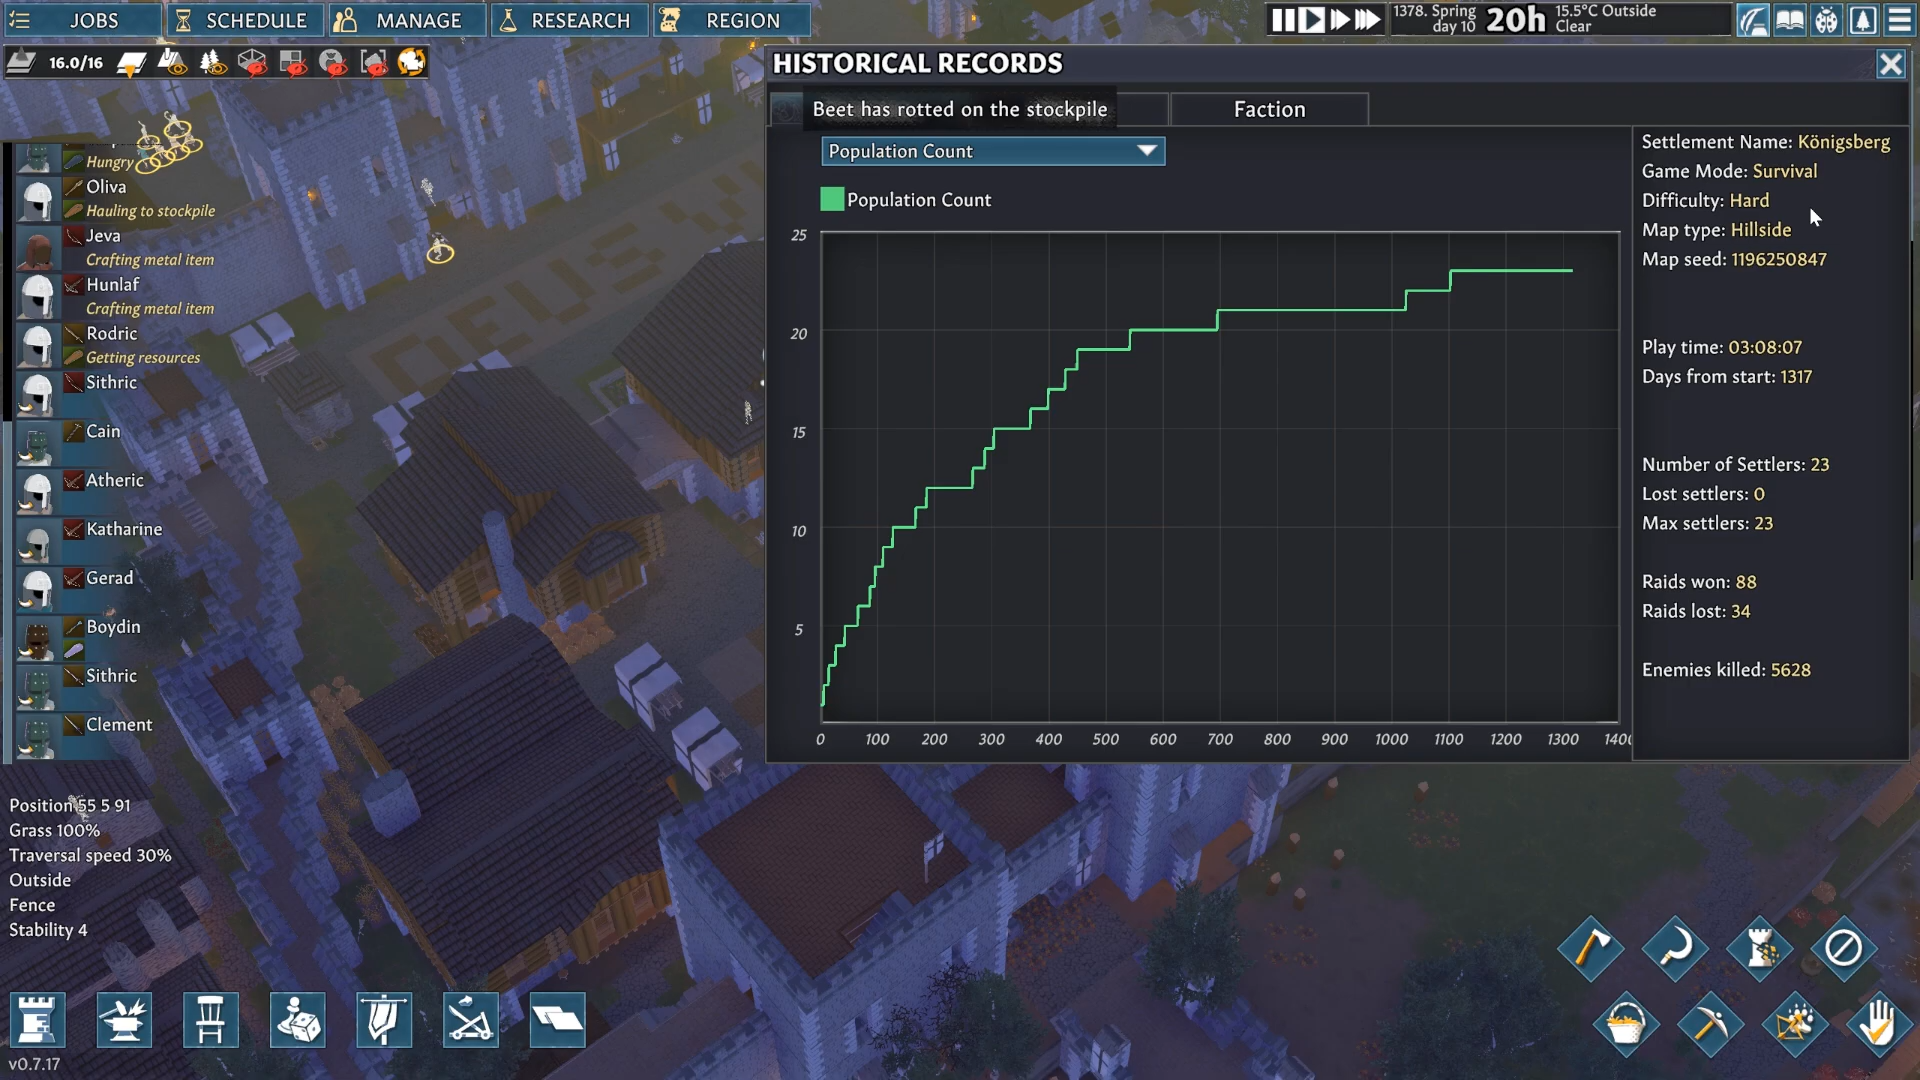 JOBS
SCHEDULE
MANAGE
RESEARCH
REGION
1378. Spring
day 10
20h
15.5°C Outside
Clear
16.0/16
HISTORICAL RECORDS
Beet has rotted on the stockpile
Faction
Population Count
Population Count
25
20
15
10
5
0 100 200 300 400 500 600 700 800 900 1000 1100 1200 1300
Settlement Name: Königsberg
Game Mode: Survival
Difficulty: Hard
Map type: Hillside
Map seed: 1196250847
Play time: 03:08:07
Days from start: 1317
Number of Settlers: 23
Lost settlers: 0
Max settlers: 23
Raids won: 88
Raids lost: 34
Enemies killed: 5628
Hungry
Oliva
Hauling to stockpile
Jeva
Crafting metal item
Hunlaf
Crafting metal item
Rodric
Getting resources
Sithric
Cain
Atheric
Katharine
Gerad
Boydin
Sithric
Clement
DEUS
Position 55 5 91
Grass 100%
Traversal speed 30%
Outside
Fence
Stability 4
v0.7.17